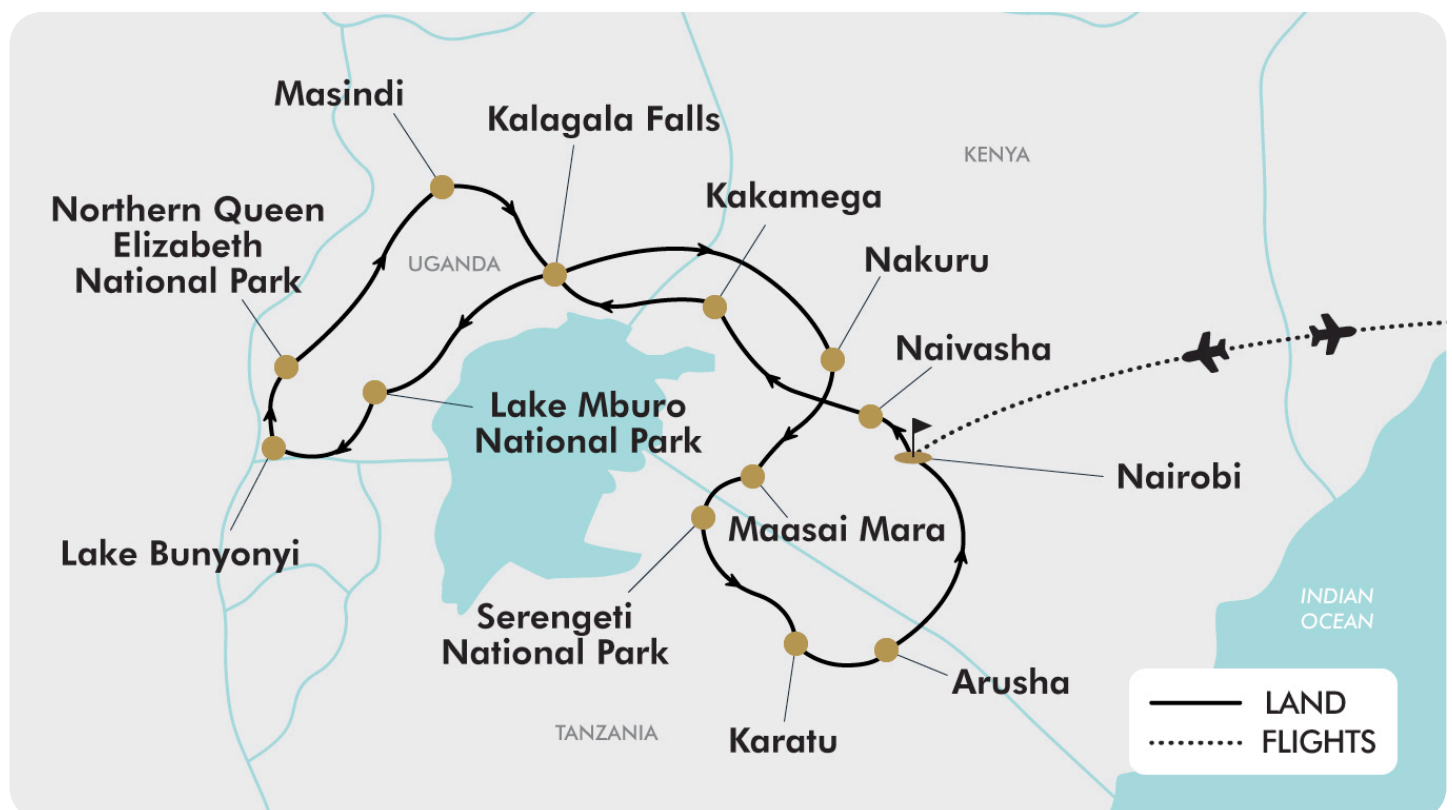 Masindi
Kalagala Falls
KENYA
Kakamega
Northern Queen
Elizabeth
National Park
UGANDA
Nakuru
Naivasha
Lake Mburo
National Park
Nairobi
Maasai Mara
Lake Bunyonyi
Serengeti
National Park
INDIAN
OCEAN
Arusha
Karatu
TANZANIA
LAND
FLIGHTS